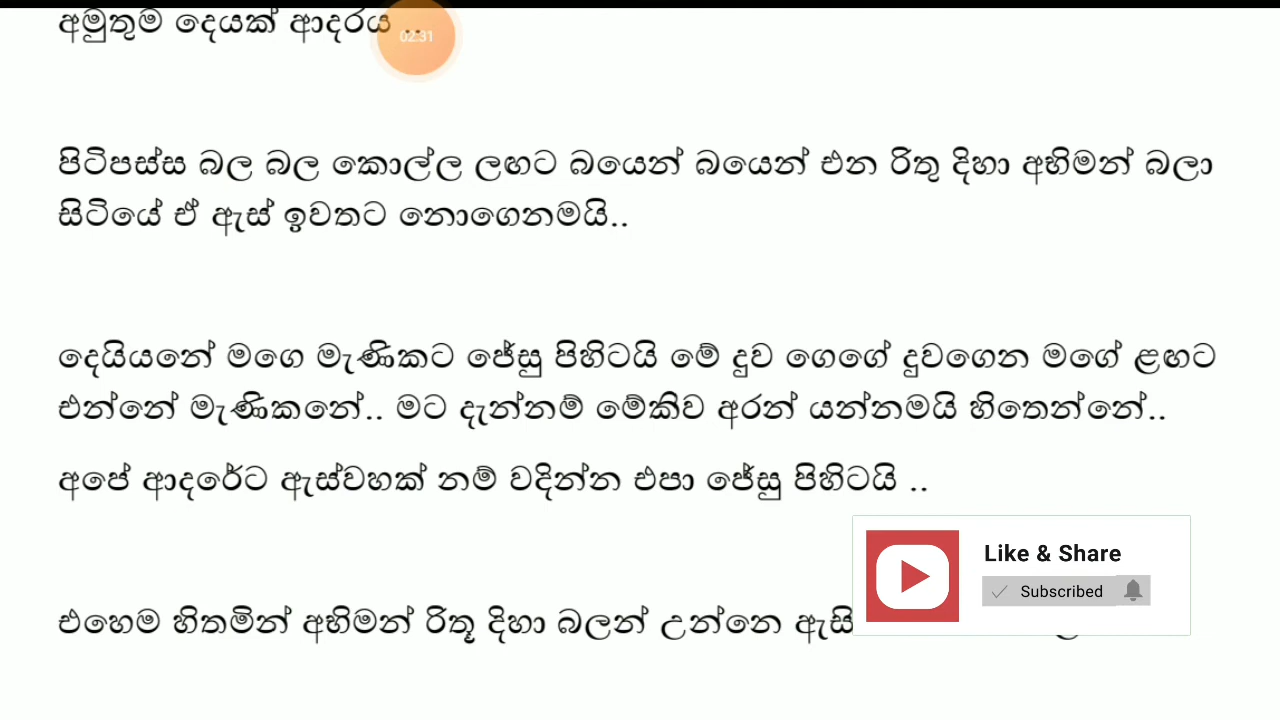 අමුතුම දෙයක් ආදරය ..
02:31
පිටිපස්ස බල බල කොල්ල ලඟට බයෙන් බයෙන් එන රිතු දිහා අභිමන් බලා
සිටියේ ඒ ඇස් ඉවතට නොගෙනමයි..
දෙයියනේ මගෙ මැණිකට ජේසු පිහිටයි මේ දුව ගෙගේ දුවගෙන මගේ ළඟට
එන්නේ මැණිකනේ.. මට දැන්නම් මේකිව අරන් යන්නමයි හිතෙන්නේ..
අපේ ආදරේට ඇස්වහක් නම් වදින්න එපා ජේසු පිහිටයි ..
Like & Share
Subscribed
එහෙම හිතමින් අභිමන් රිතූ දිහා බලන් උන්නෙ